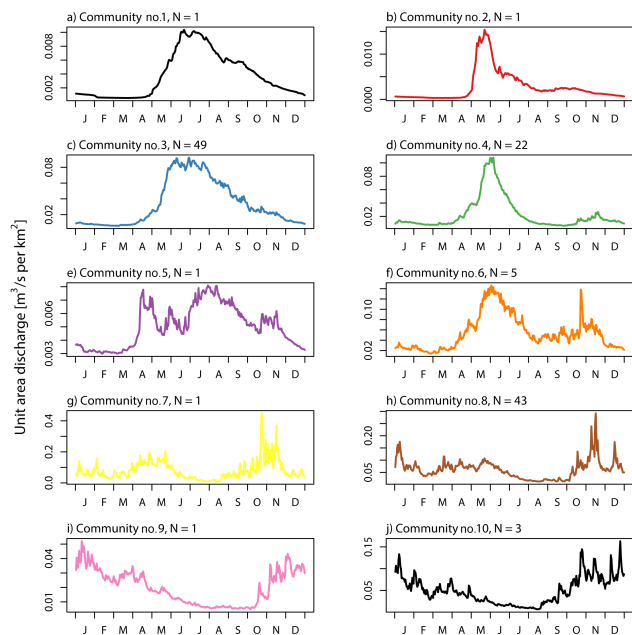 Unit area discharge [m³/s per km²]
a) Community no.1, N = 1
0.002 0.008
J F M A M J J A S O N D
b) Community no.2, N = 1
0.000 0.010
J F M A M J J A S O N D
c) Community no.3, N = 49
0.02 0.08
J F M A M J J A S O N D
d) Community no.4, N = 22
0.02 0.08
J F M A M J J A S O N D
e) Community no.5, N = 1
0.003 0.006
J F M A M J J A S O N D
f) Community no.6, N = 5
0.02 0.10
J F M A M J J A S O N D
g) Community no.7, N = 1
0.0 0.2 0.4
J F M A M J J A S O N D
h) Community no.8, N = 43
0.05 0.20
J F M A M J J A S O N D
i) Community no.9, N = 1
0.01 0.04
J F M A M J J A S O N D
j) Community no.10, N = 3
0.05 0.15
J F M A M J J A S O N D